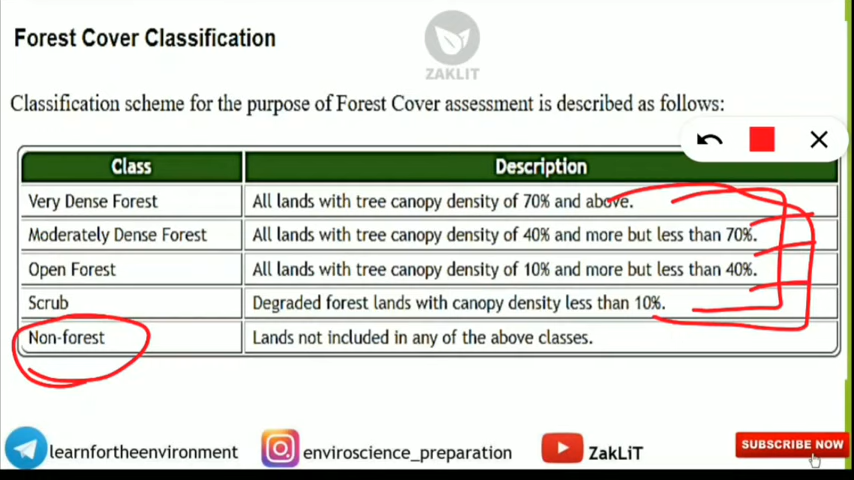 Forest Cover Classification
ZAKLIT
Classification scheme for the purpose of Forest Cover assessment is described as follows:
Class Description
Very Dense Forest All lands with tree canopy density of 70% and above.
Moderately Dense Forest All lands with tree canopy density of 40% and more but less than 70%.
Open Forest All lands with tree canopy density of 10% and more but less than 40%.
Scrub Degraded forest lands with canopy density less than 10%.
Non-forest Lands not included in any of the above classes.
learnfortheenvironment enviroscience_preparation ZakLiT SUBSCRIBE NOW